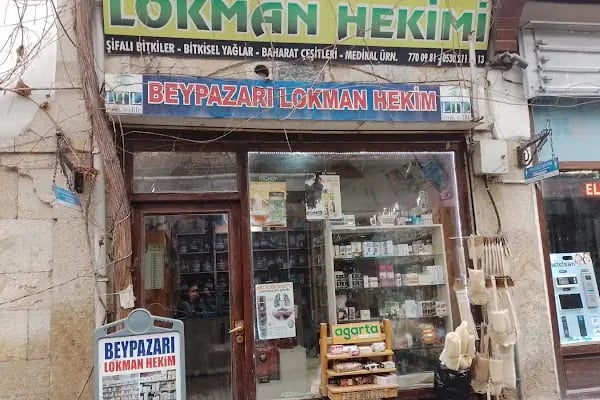 LOKMAN HEKİMİ
ŞİFALI BİTKİLER - BİTKİSEL YAĞLAR - BAHARAT ÇEŞİTLERİ - MEDİKAL ÜRN.
BEYPAZARI LOKMAN HEKİM
EL
agarta
BEYPAZARI
LOKMAN HEKİM